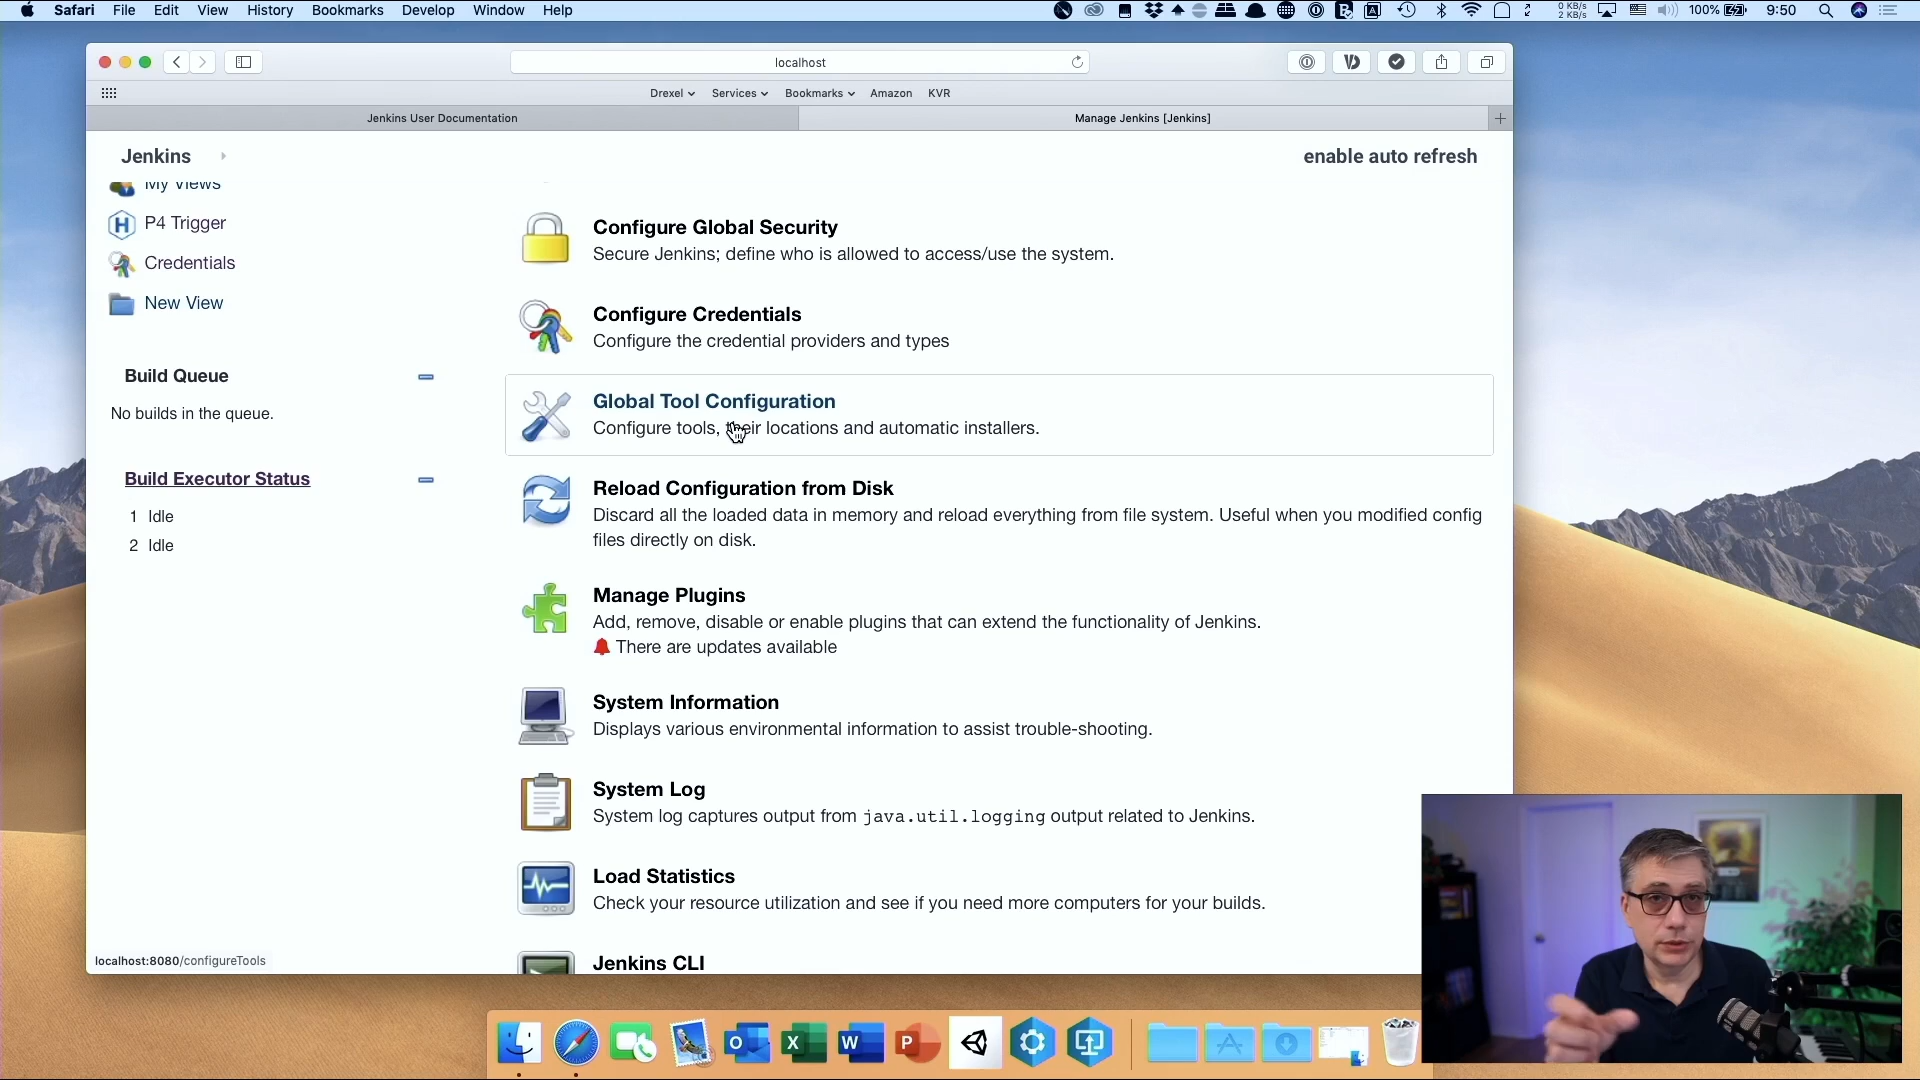 Safari File Edit View History Bookmarks Develop Window Help
0 KB/s
2 KB/s
100%
9:50
localhost
Drexel Services Bookmarks Amazon KVR
Jenkins User Documentation
Manage Jenkins [Jenkins]
Jenkins
enable auto refresh
My Views
P4 Trigger
Credentials
New View
Build Queue
No builds in the queue.
Build Executor Status
1 Idle
2 Idle
Configure Global Security
Secure Jenkins; define who is allowed to access/use the system.
Configure Credentials
Configure the credential providers and types
Global Tool Configuration
Configure tools, their locations and automatic installers.
Reload Configuration from Disk
Discard all the loaded data in memory and reload everything from file system. Useful when you modified config
files directly on disk.
Manage Plugins
Add, remove, disable or enable plugins that can extend the functionality of Jenkins.
There are updates available
System Information
Displays various environmental information to assist trouble-shooting.
System Log
System log captures output from java.util.logging output related to Jenkins.
Load Statistics
Check your resource utilization and see if you need more computers for your builds.
Jenkins CLI
localhost:8080/configureTools